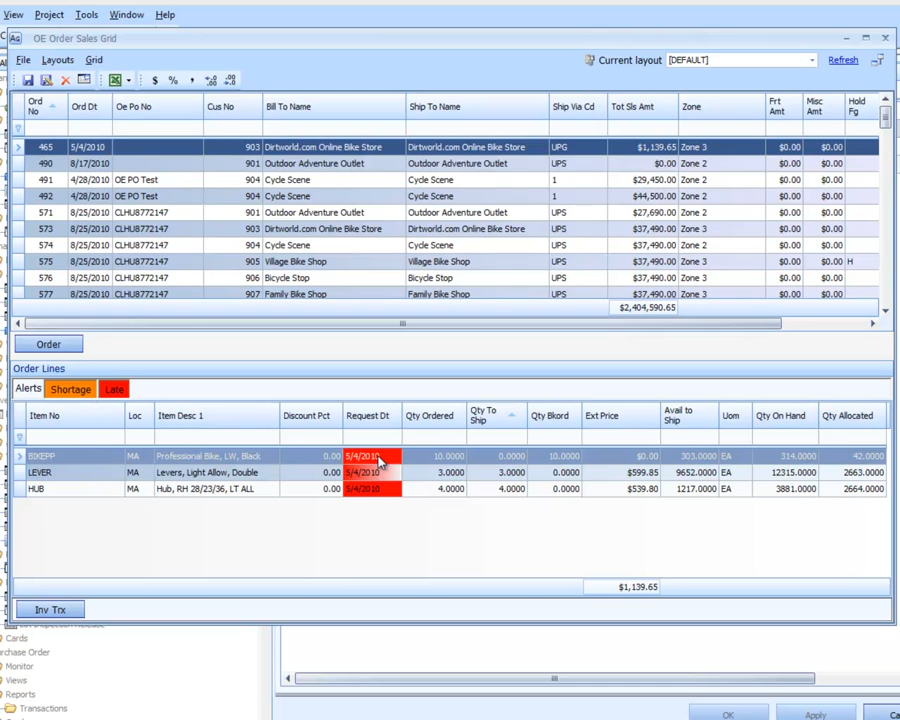 View Project Tools Window Help
OE Order Sales Grid
File Layouts Grid Current layout [DEFAULT] Refresh
$ % ,
Ord No Ord Dt Oe Po No Cus No Bill To Name Ship To Name Ship Via Cd Tot Sls Amt Zone Frt Amt Misc Amt Hold Fg
465 5/4/2010 903 Dirtworld.com Online Bike Store Dirtworld.com Online Bike Store UPG $1,139.65 Zone 3 $0.00 $0.00
490 8/17/2010 901 Outdoor Adventure Outlet Outdoor Adventure Outlet UPS $0.00 Zone 2 $0.00 $0.00
491 4/28/2010 OE PO Test 904 Cycle Scene Cycle Scene 1 $29,450.00 Zone 2 $0.00 $0.00
492 4/28/2010 OE PO Test 904 Cycle Scene Cycle Scene 1 $44,500.00 Zone 2 $0.00 $0.00
571 8/25/2010 CLHU8772147 901 Outdoor Adventure Outlet Outdoor Adventure Outlet UPS $27,690.00 Zone 2 $0.00 $0.00
573 8/25/2010 CLHU8772147 903 Dirtworld.com Online Bike Store Dirtworld.com Online Bike Store UPS $37,490.00 Zone 3 $0.00 $0.00
574 8/25/2010 CLHU8772147 904 Cycle Scene Cycle Scene UPS $37,490.00 Zone 2 $0.00 $0.00
575 8/25/2010 CLHU8772147 905 Village Bike Shop Village Bike Shop UPS $37,490.00 Zone 3 $0.00 $0.00 H
576 8/25/2010 CLHU8772147 906 Bicycle Stop Bicycle Stop UPS $37,490.00 Zone 3 $0.00 $0.00
577 8/25/2010 CLHU8772147 907 Family Bike Shop Family Bike Shop UPS $37,490.00 Zone 3 $0.00 $0.00
$2,404,590.65
Order
Order Lines
Alerts Shortage Late
Item No Loc Item Desc 1 Discount Pct Request Dt Qty Ordered Qty To Ship Qty Bkord Ext Price Avail to Ship Uom Qty On Hand Qty Allocated
BIKEPP MA Professional Bike, LW, Black 0.00 5/4/2010 10.0000 0.0000 10.0000 $0.00 303.0000 EA 314.0000 42.0000
LEVER MA Levers, Light Allow, Double 0.00 5/4/2010 3.0000 3.0000 0.0000 $599.85 9652.0000 EA 12315.0000 2663.0000
HUB MA Hub, RH 28/23/36, LT ALL 0.00 5/4/2010 4.0000 4.0000 0.0000 $539.80 1217.0000 EA 3881.0000 2664.0000
$1,139.65
Inv Trx
Cards
rchase Order
Monitor
Views
Reports
Transactions
OK Apply Ca